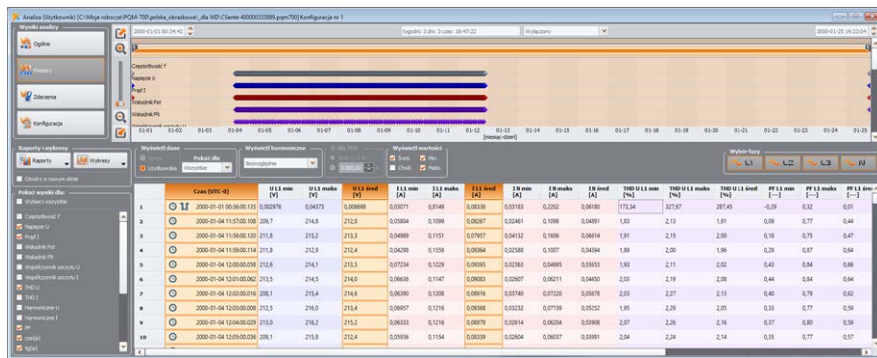 Analiza (Użytkownik) [C:\Moje robocze\PQM-700\polska_obrazkowe\_dla WD\Cliente 400000333889.pqm700] Konfiguracja nr 1
Wyniki analizy
2000-01-01 00:54:42
tygodni: 3 dni: 3 czas: 18:47:22
Wyłączony
2000-01-25 19:22:04
Ogólne
Pomiary
Zdarzenia
Konfiguracja
Częstotliwość f
Napięcie U
Prąd I
Wskaźnik Pst
Wskaźnik Plt
01-01 01-02 01-03 01-04 01-05 01-06 01-07 01-08 01-09 01-10 01-11 01-12 01-13 01-14 01-15 01-16 01-17 01-18 01-19 01-20 01-21 01-22 01-23 01-24 01-25
[miesiąc-dzień]
Raporty i wykresy
Raporty
Wykresy
Otwórz w nowym oknie
Wyświetl dane
Pokaż dla
Użytkownika
Wszystkie
Wyświetl harmoniczne
Bezwzględnie
Wyświetl wartości
Śred.
Min.
Chwil.
Maks.
Wybór fazy
L1
L2
L3
N
Pokaż wyniki dla:
Wybierz wszystkie
Częstotliwość f
Napięcie U
Prąd I
Wskaźnik Pst
Wskaźnik Plt
Współczynnik szczytu U
Współczynnik szczytu I
THD U
THD I
Harmoniczne U
Harmoniczne I
PF
cos(φ)
tg(φ)
Czas (UTC-0)
U L1 min [V]
U L1 maks [V]
U L1 śred [V]
I L1 min [A]
I L1 maks [A]
I L1 śred [A]
I N min [A]
I N maks [A]
I N śred [A]
THD U L1 min [%]
THD U L1 maks [%]
THD U L1 śred [%]
PF L1 min [---]
PF L1 maks [---]
1 2000-01-01 00:36:00.135 0,002976 0,04373 0,006698 0,03071 0,8149 0,08336 0,03183 0,2202 0,06180 173,34 327,67 287,45 -0,29 0,32 0,01
2 2000-01-04 11:57:00.108 209,7 214,8 212,4 0,05804 0,1099 0,08267 0,02461 0,1098 0,04691 1,83 2,13 1,91 0,09 0,77 0,44
3 2000-01-04 11:58:00.120 211,8 215,2 213,3 0,04989 0,1151 0,07957 0,04132 0,1606 0,06614 1,91 2,15 2,00 0,18 0,75 0,47
4 2000-01-04 11:59:00.114 211,8 212,9 212,4 0,04298 0,1559 0,09364 0,02588 0,1007 0,04594 1,89 2,00 1,96 0,29 0,87 0,64
5 2000-01-04 12:00:00.058 212,6 214,1 213,3 0,07234 0,1229 0,09393 0,02363 0,04995 0,03653 1,93 2,11 2,02 0,43 0,84 0,66
6 2000-01-04 12:01:00.062 213,5 214,5 214,0 0,06636 0,1147 0,09083 0,02607 0,06211 0,04450 2,03 2,19 2,08 0,44 0,84 0,64
7 2000-01-04 12:02:00.016 208,1 215,4 214,6 0,06390 0,1208 0,08916 0,03740 0,07220 0,05678 2,03 2,27 2,13 0,40 0,79 0,62
8 2000-01-04 12:03:00.008 212,5 216,0 213,4 0,06957 0,1216 0,09368 0,03232 0,07159 0,05252 1,95 2,29 2,05 0,33 0,77 0,59
9 2000-01-04 12:04:00.029 213,0 216,2 215,2 0,06333 0,1216 0,08878 0,02614 0,06204 0,03908 2,07 2,26 2,16 0,37 0,80 0,59
10 2000-01-04 12:05:00.036 209,1 215,8 212,4 0,05936 0,1154 0,08339 0,02604 0,06037 0,03991 2,04 2,24 2,14 0,35 0,77 0,57